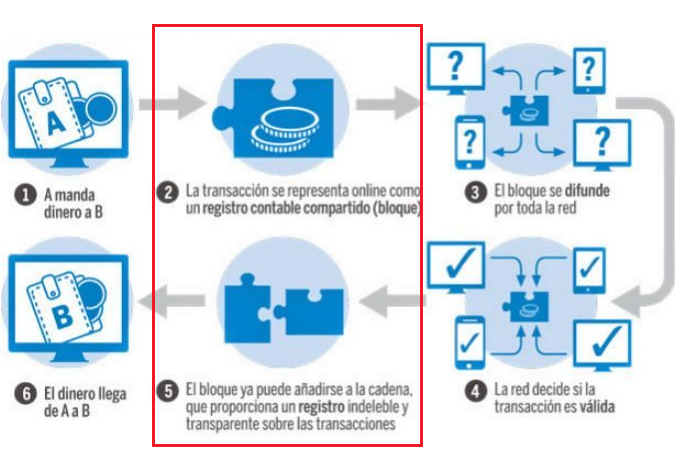 A
1 A manda
dinero a B
2 La transacción se representa online como
un registro contable compartido (bloque)
? ?
? ?
3 El bloque se difunde
por toda la red
B
6 El dinero llega
de A a B
5 El bloque ya puede añadirse a la cadena,
que proporciona un registro indeleble y
transparente sobre las transacciones
4 La red decide si la
transacción es válida